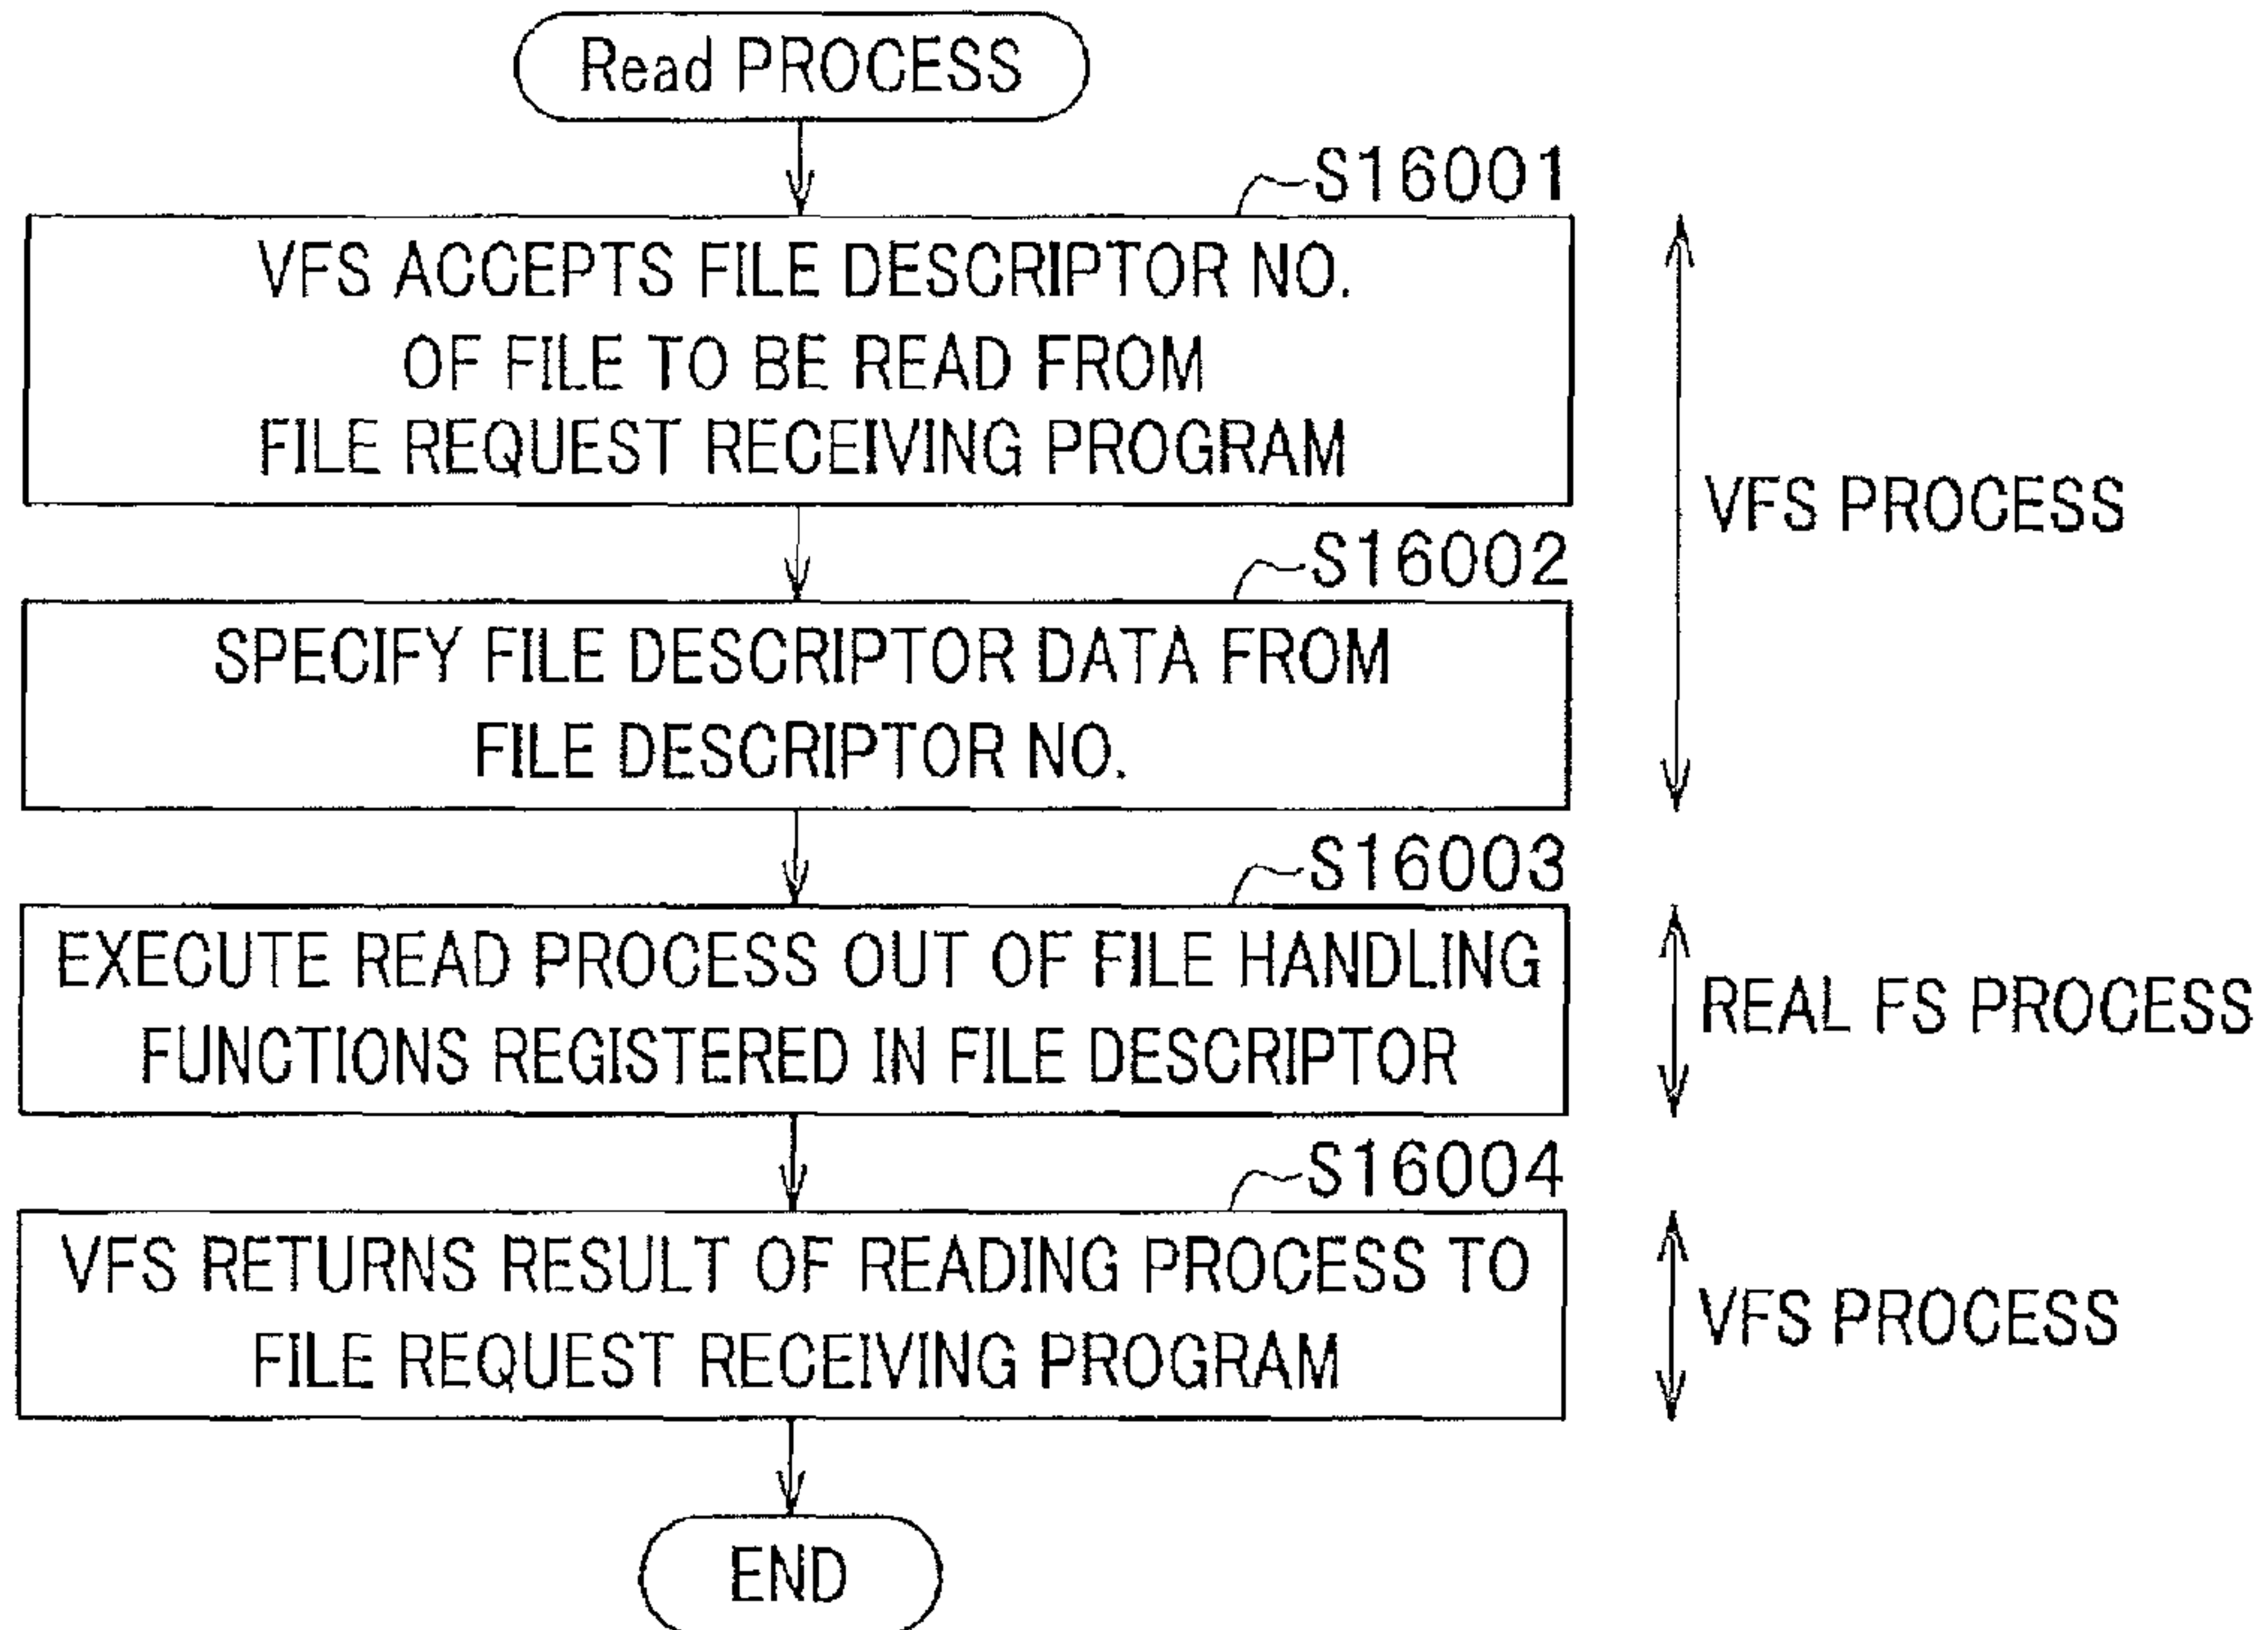 Read PROCESS
S16001
VFS ACCEPTS FILE DESCRIPTOR NO.
OF FILE TO BE READ FROM
FILE REQUEST RECEIVING PROGRAM
VFS PROCESS
S16002
SPECIFY FILE DESCRIPTOR DATA FROM
FILE DESCRIPTOR NO.
S16003
EXECUTE READ PROCESS OUT OF FILE HANDLING
FUNCTIONS REGISTERED IN FILE DESCRIPTOR
REAL FS PROCESS
S16004
VFS RETURNS RESULT OF READING PROCESS TO
FILE REQUEST RECEIVING PROGRAM
VFS PROCESS
END